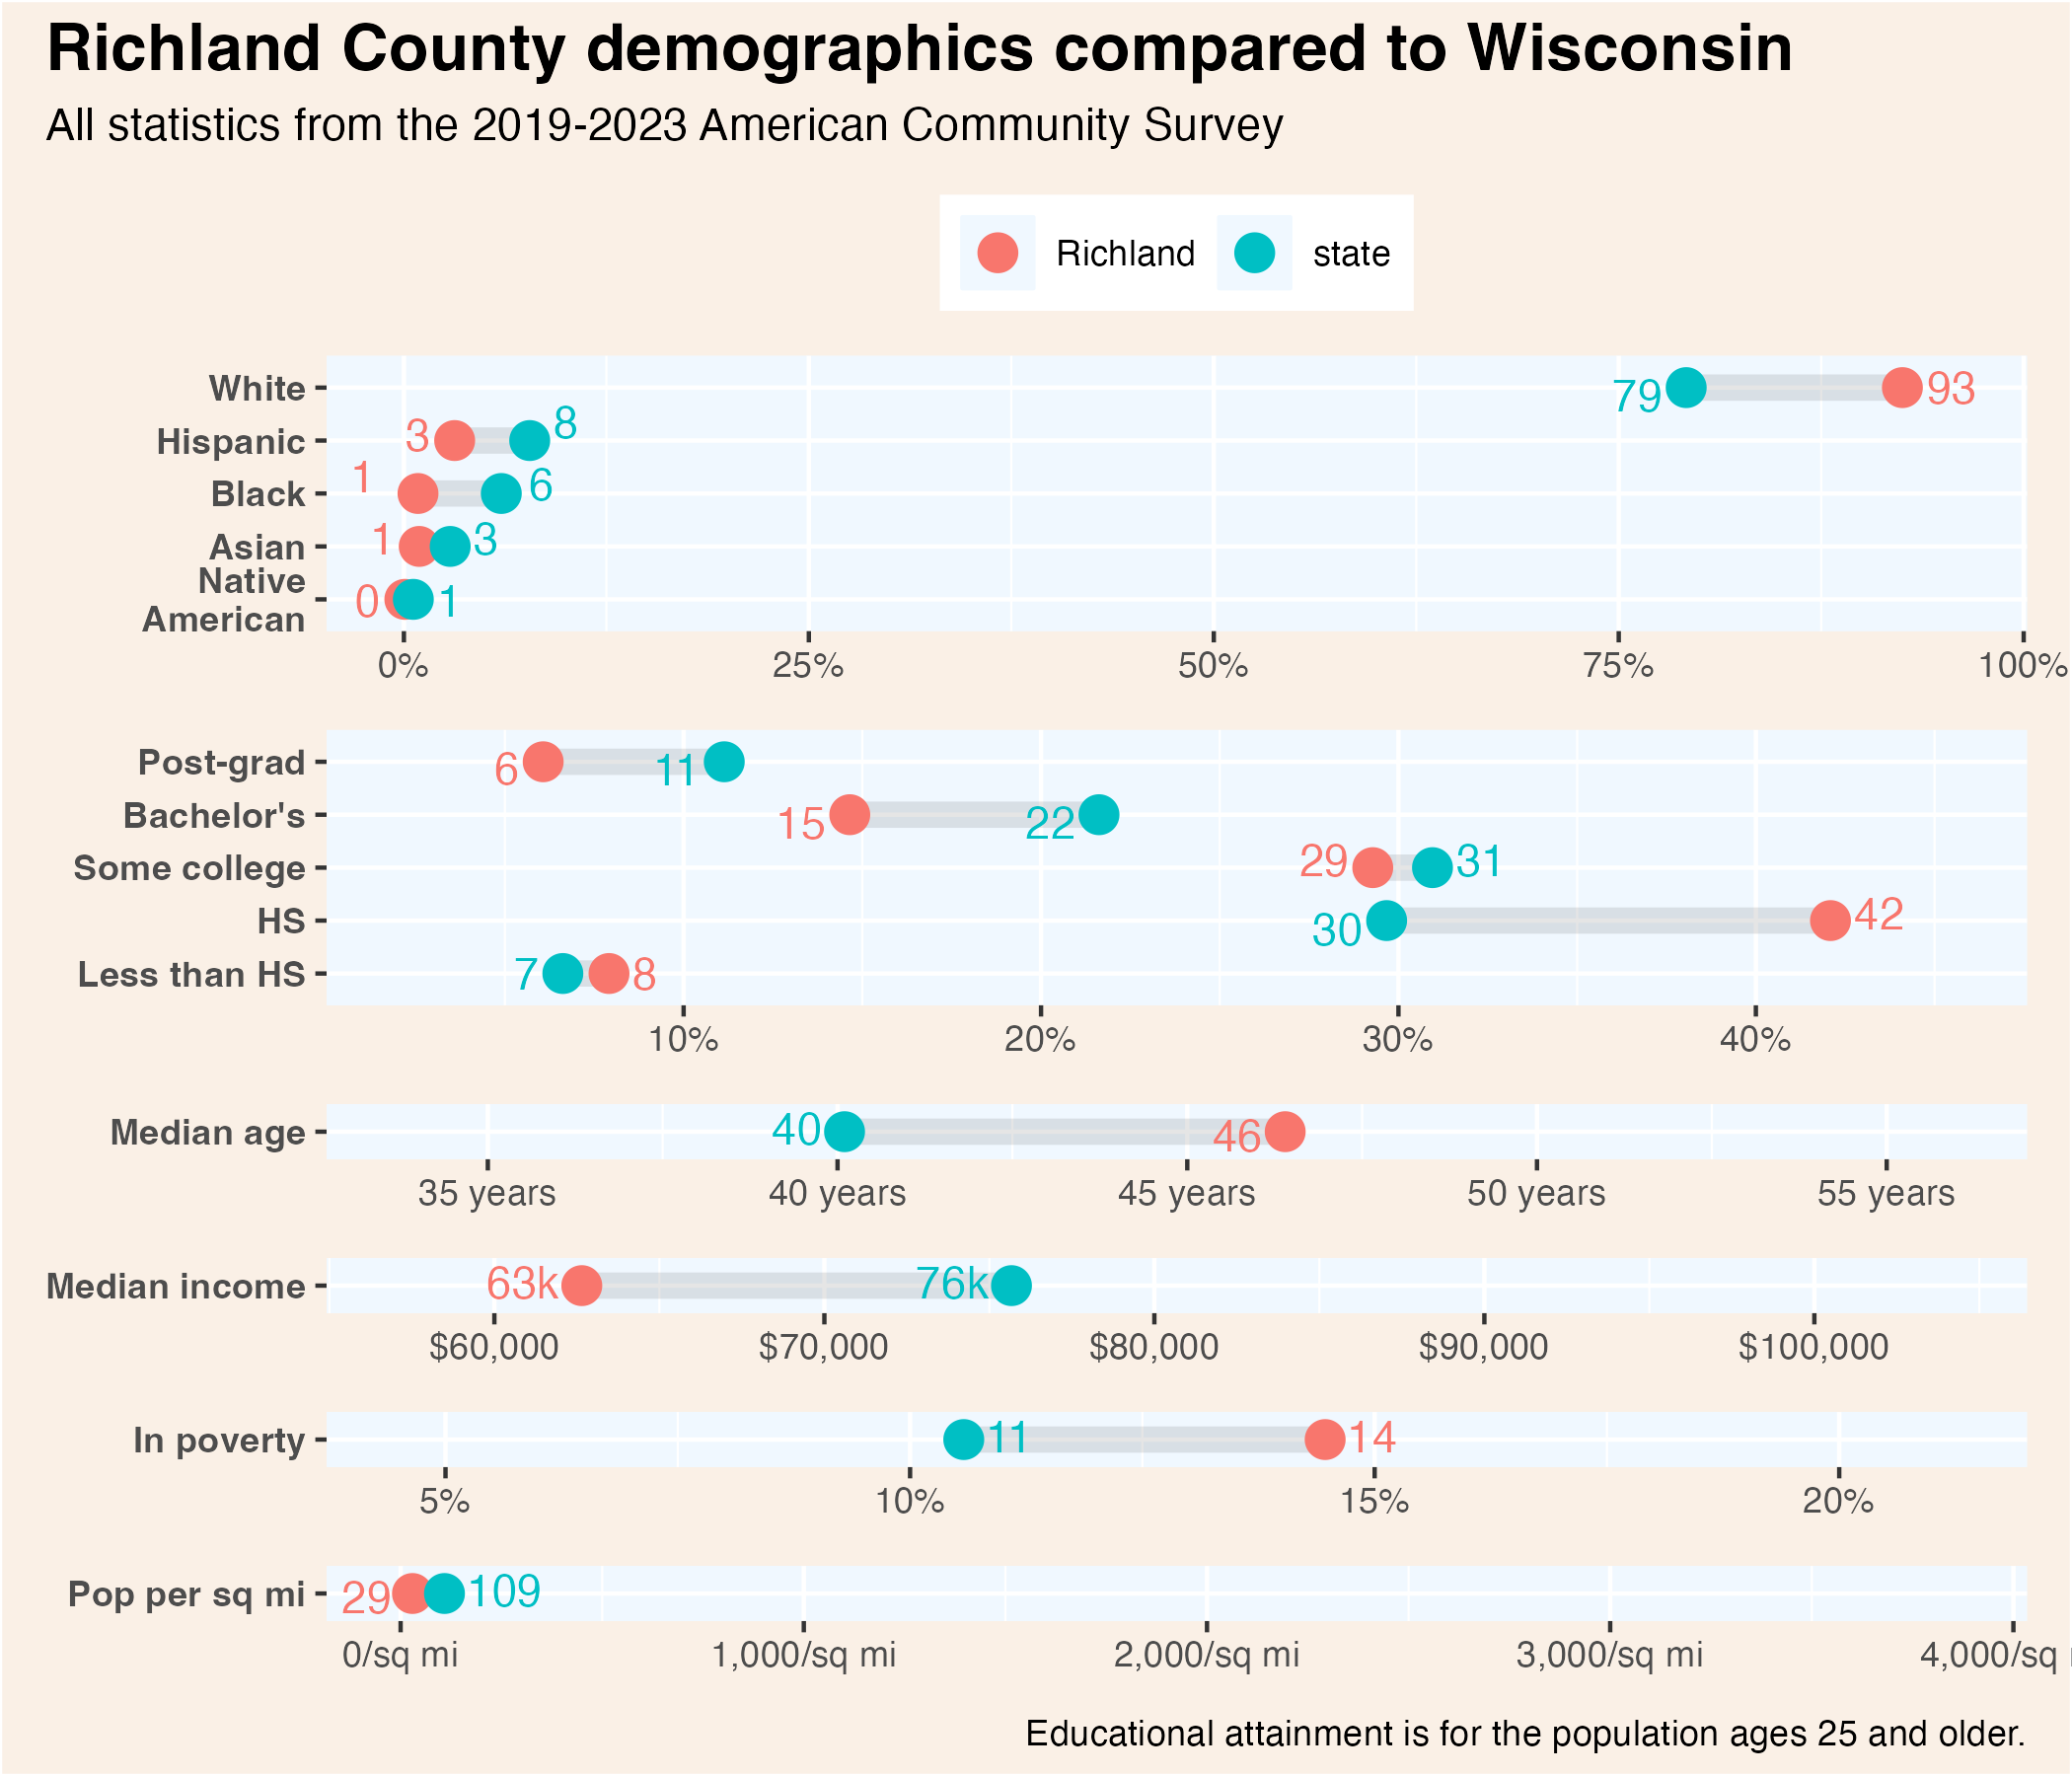 Richland County demographics compared to Wisconsin
All statistics from the 2019-2023 American Community Survey
Richland state
White 79 93
Hispanic 3 8
Black 1 6
Asian 1 3
Native
American 0 1
0% 25% 50% 75% 100%
Post-grad 6 11
Bachelor's 15 22
Some college 29 31
HS 30 42
Less than HS 7 8
10% 20% 30% 40%
Median age 40 46
35 years 40 years 45 years 50 years 55 years
Median income 63k 76k
$60,000 $70,000 $80,000 $90,000 $100,000
In poverty 11 14
5% 10% 15% 20%
Pop per sq mi 29 109
0/sq mi 1,000/sq mi 2,000/sq mi 3,000/sq mi 4,000/sq
Educational attainment is for the population ages 25 and older.